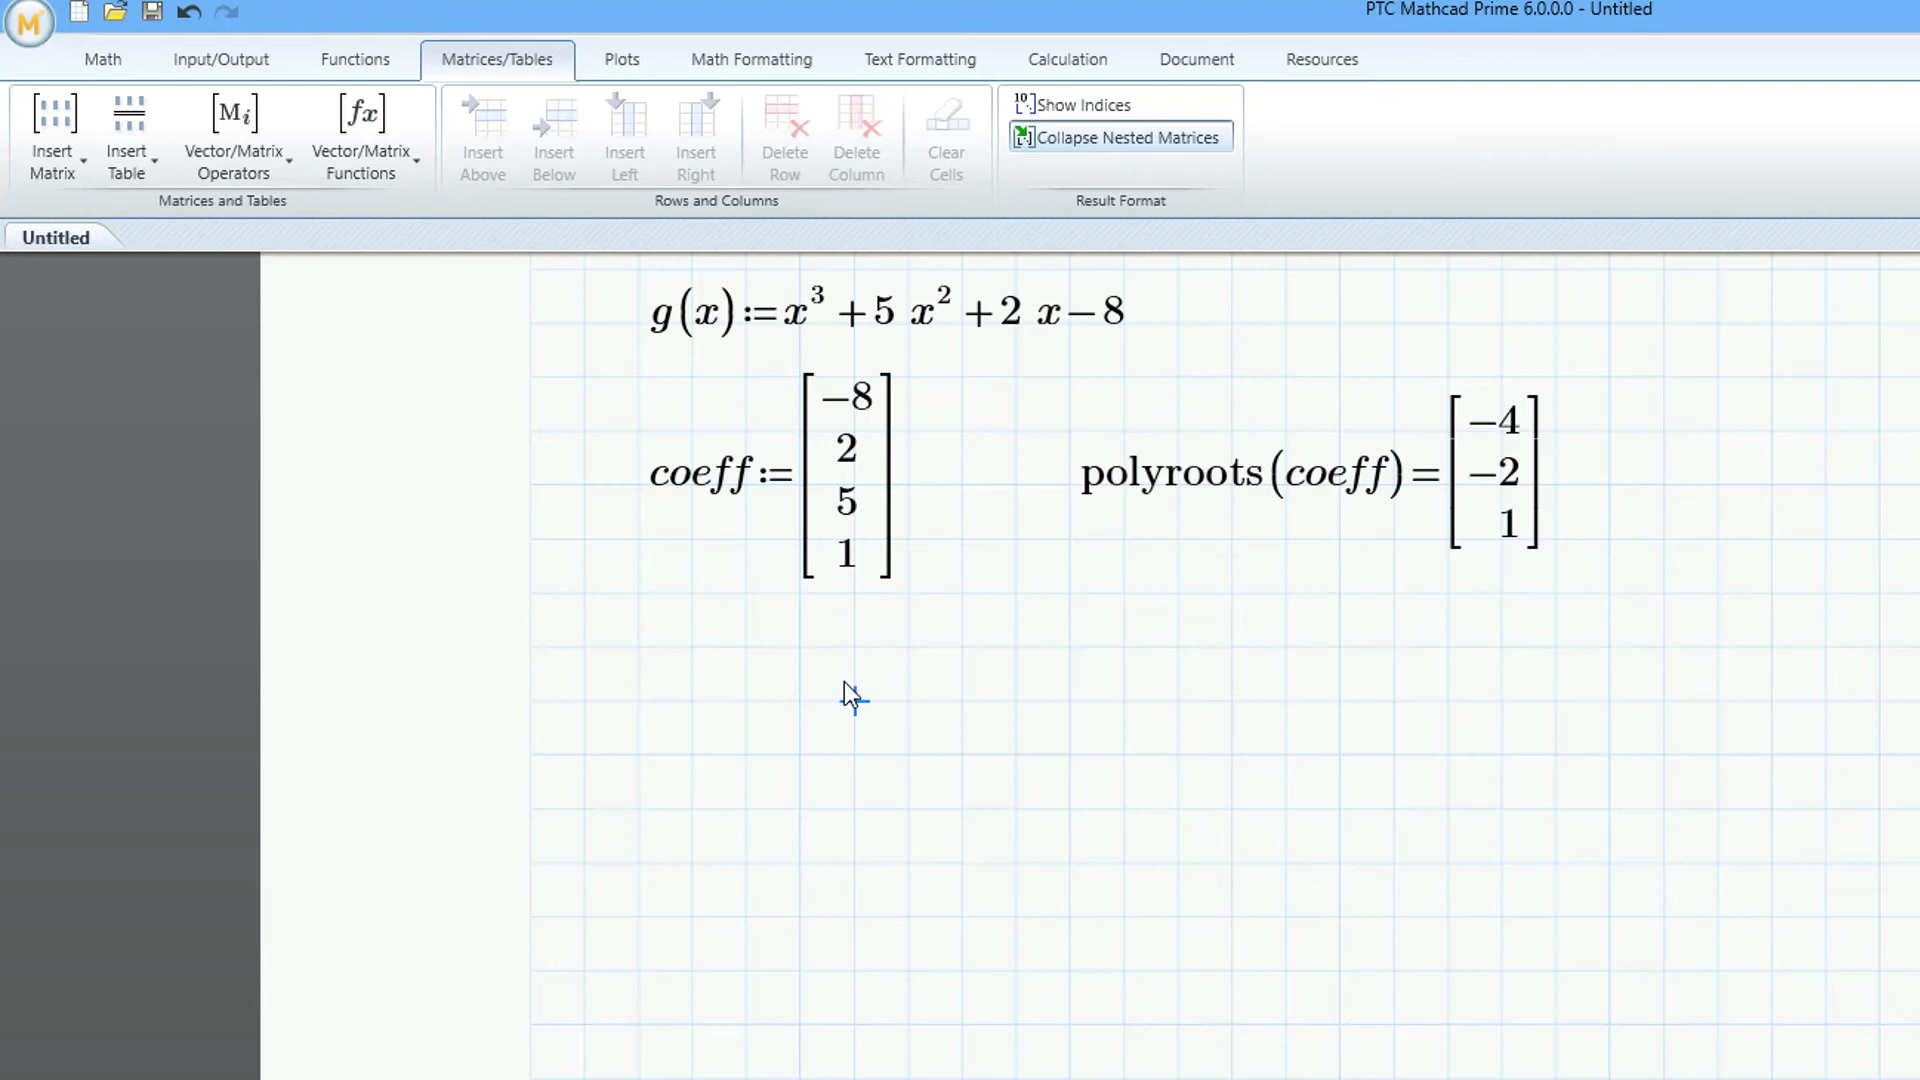 PTC Mathcad Prime 6.0.0.0 - Untitled
Math Input/Output Functions Matrices/Tables Plots Math Formatting Text Formatting Calculation Document Resources
Insert Matrix
Insert Table
Vector/Matrix Operators
Vector/Matrix Functions
Insert Above
Insert Below
Insert Left
Insert Right
Delete Row
Delete Column
Clear Cells
Show Indices
Collapse Nested Matrices
Matrices and Tables
Rows and Columns
Result Format
Untitled
g(x):=x³+5 x²+2 x−8
coeff:=[−8 2 5 1]
polyroots(coeff)=[−4 −2 1]